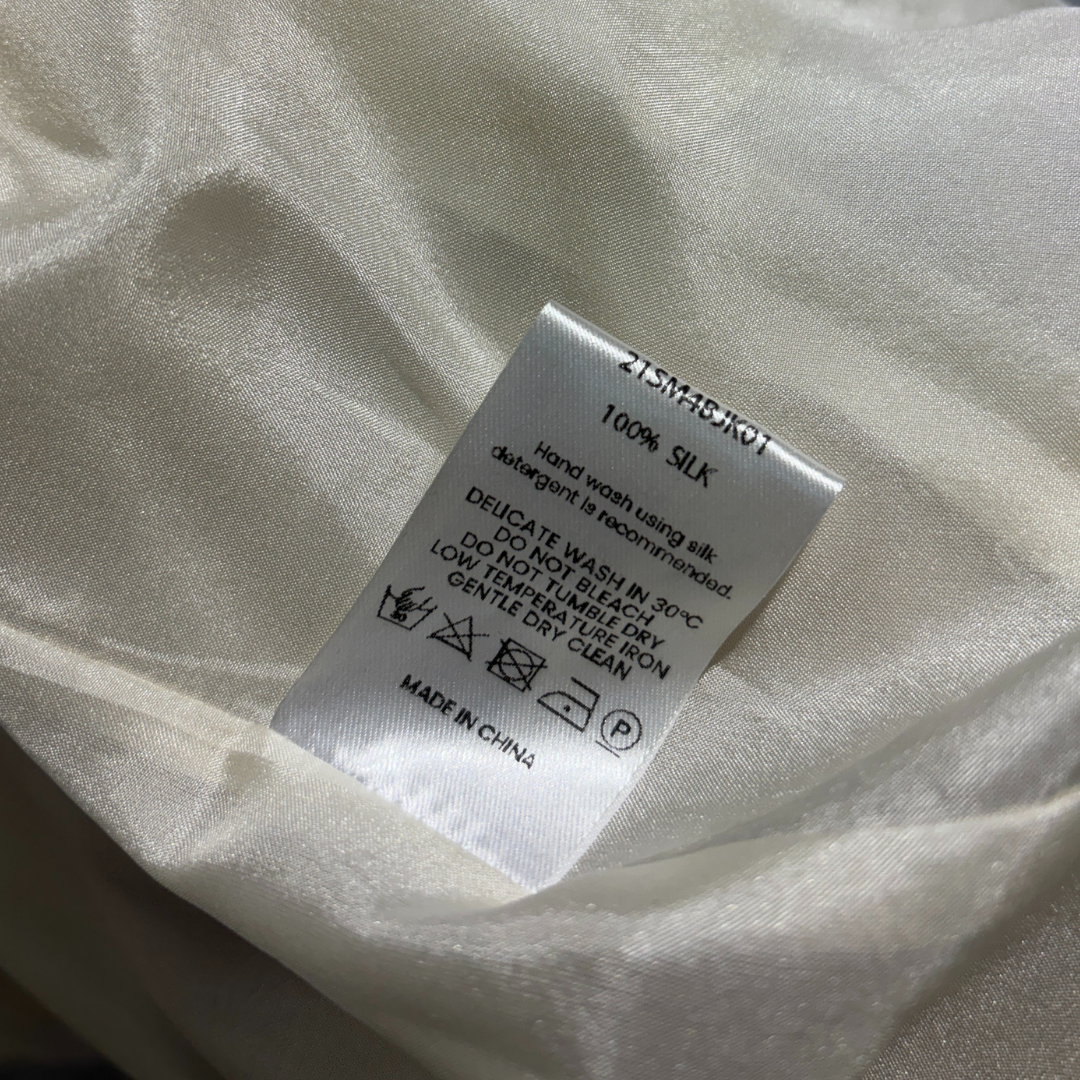 21SM4BJK01
100% SILK
Hand wash using silk
detergent is recommended.
DELICATE WASH IN 30°C
DO NOT BLEACH
DO NOT TUMBLE DRY
LOW TEMPERATURE IRON
GENTLE DRY CLEAN
30
P
MADE IN CHINA